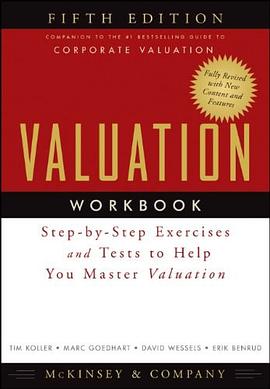 FIFTH EDITION
COMPANION TO THE #1 BESTSELLING GUIDE TO
CORPORATE VALUATION
Fully Revised with
New Content and
Features
VALUATION
WORKBOOK
Step-by-Step Exercises
and Tests to Help
You Master Valuation
TIM KOLLER • MARC GOEDHART • DAVID WESSELS • ERIK BENRUD
McKINSEY & COMPANY